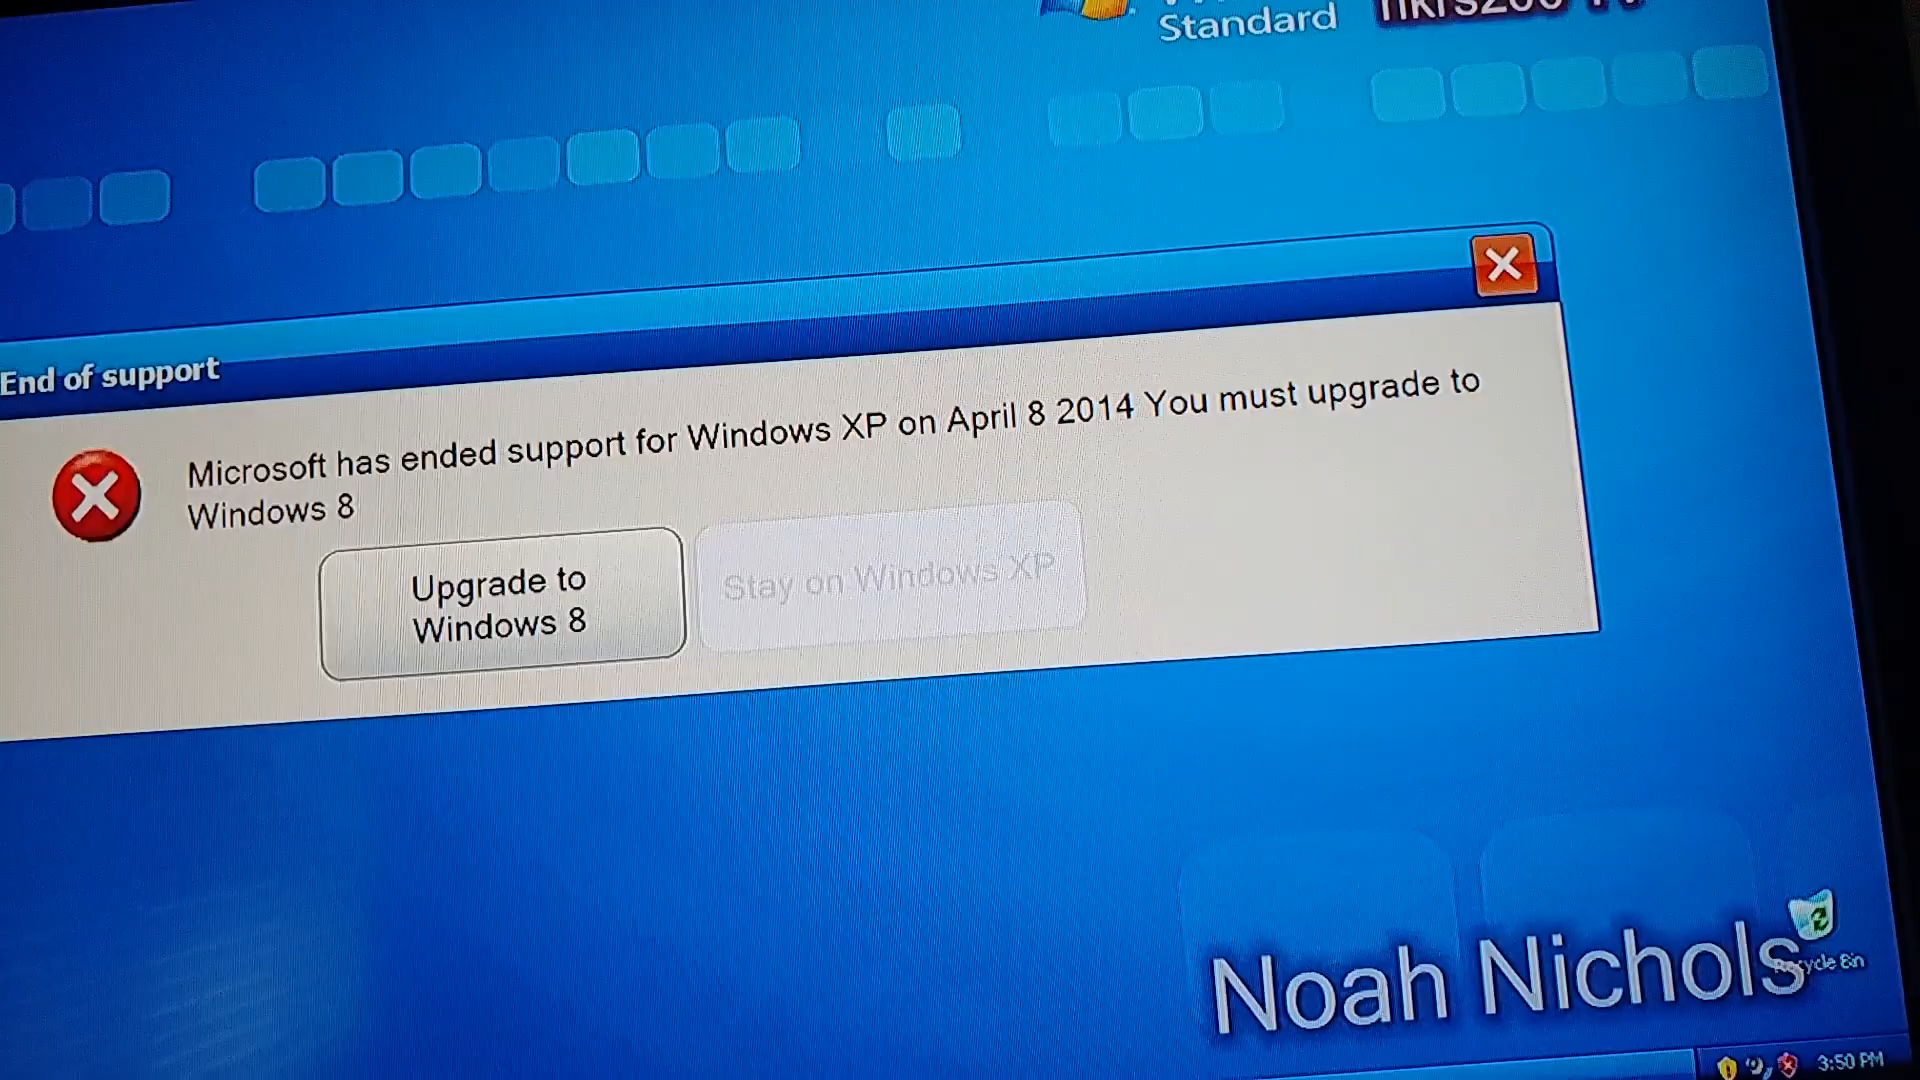 Standard
End of support
Microsoft has ended support for Windows XP on April 8 2014 You must upgrade to
Windows 8
Upgrade to
Windows 8
Stay on Windows XP
Noah Nichols
Recycle Bin
3:50 PM